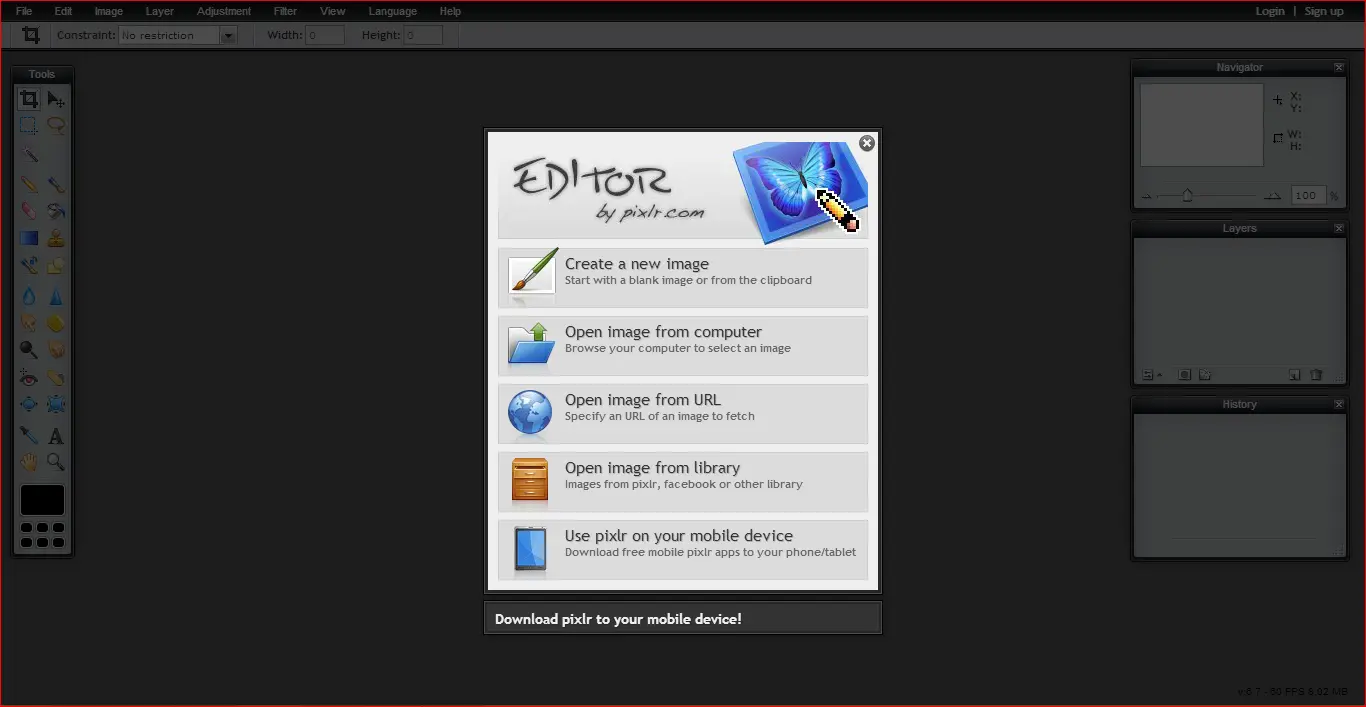 File Edit Image Layer Adjustment Filter View Language Help Login | Sign up
Constraint: No restriction Width: 0 Height: 0
Tools
Navigator
X:
Y:
W:
H:
100 %
Layers
History
EDITOR
by pixlr.com
Create a new image
Start with a blank image or from the clipboard
Open image from computer
Browse your computer to select an image
Open image from URL
Specify an URL of an image to fetch
Open image from library
Images from pixlr, facebook or other library
Use pixlr on your mobile device
Download free mobile pixlr apps to your phone/tablet
Download pixlr to your mobile device!
FPS
MB